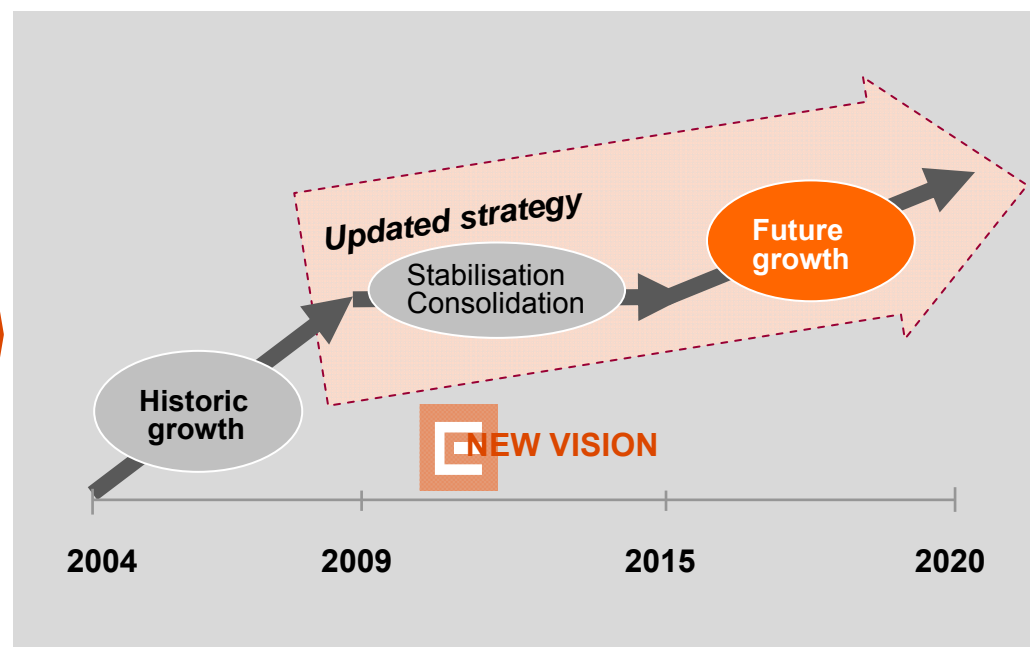 Updated strategy
Stabilisation
Consolidation
Future
growth
Historic
growth
NEW VISION
2004 2009 2015 2020